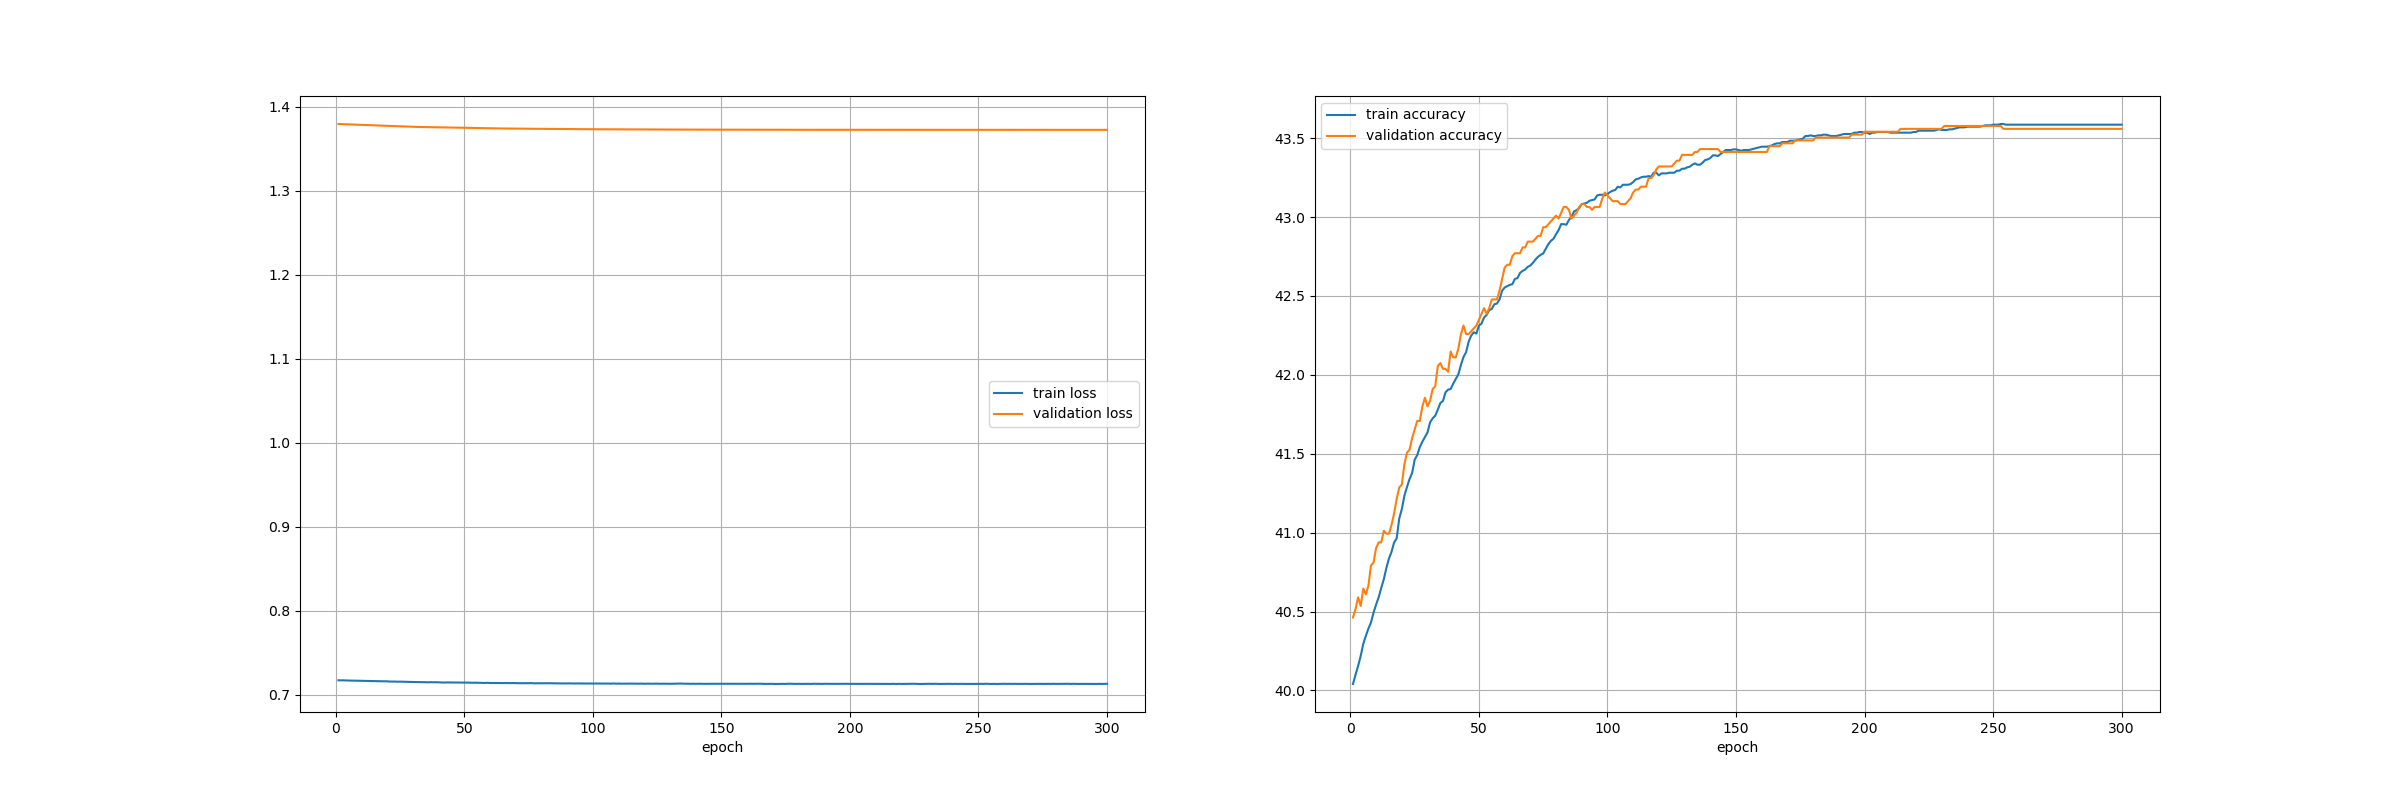 1.4
1.3
1.2
1.1
1.0
0.9
0.8
0.7
train loss
validation loss
0 50 100 150 200 250 300
epoch
train accuracy
validation accuracy
43.5
43.0
42.5
42.0
41.5
41.0
40.5
40.0
0 50 100 150 200 250 300
epoch